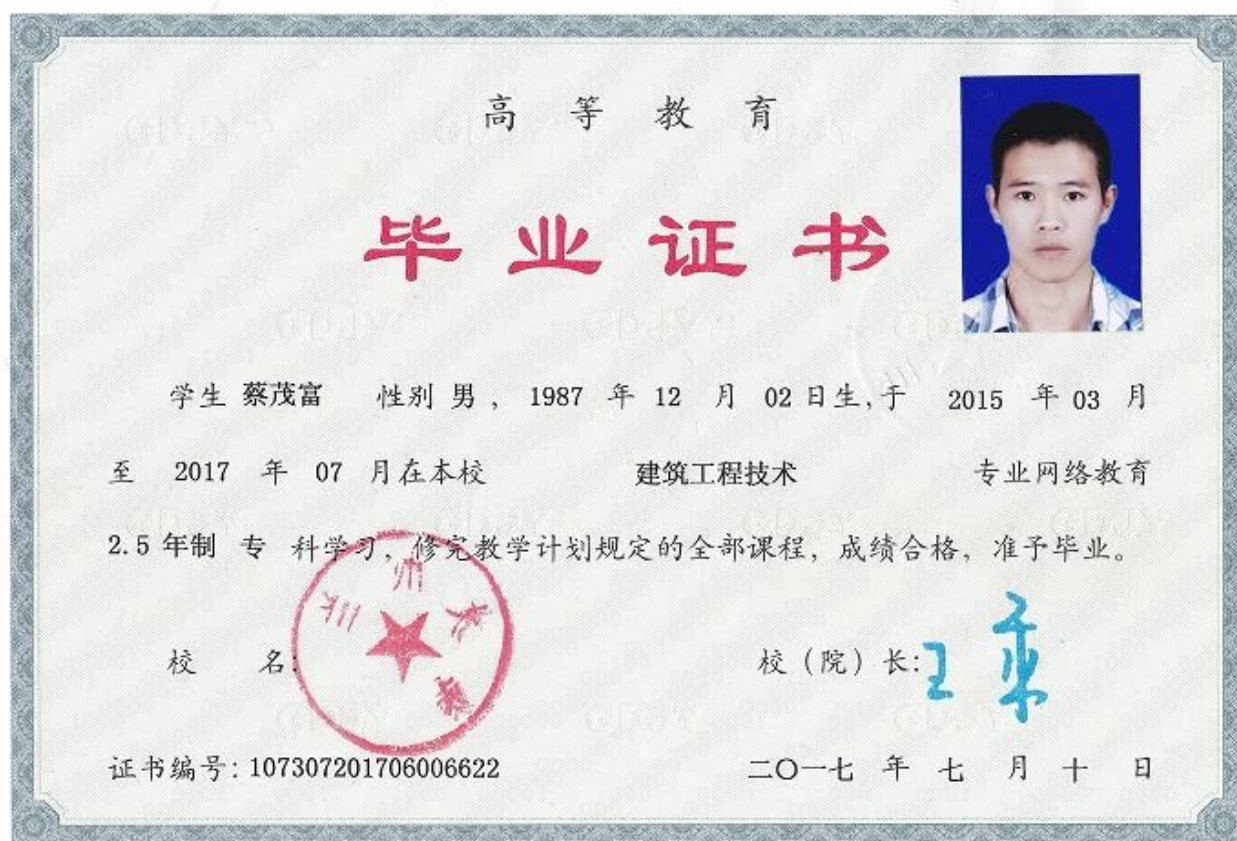 高等教育
毕业证书
学生 蔡茂富 性别 男 ， 1987 年 12 月 02 日生,于 2015 年 03 月
至 2017 年 07 月在本校 建筑工程技术 专业网络教育
2.5 年制 专 科学习，修完教学计划规定的全部课程，成绩合格，准予毕业。
兰州大学
校 名: 校（院）长:
证书编号: 107307201706006622 二〇一七 年 七 月 十 日